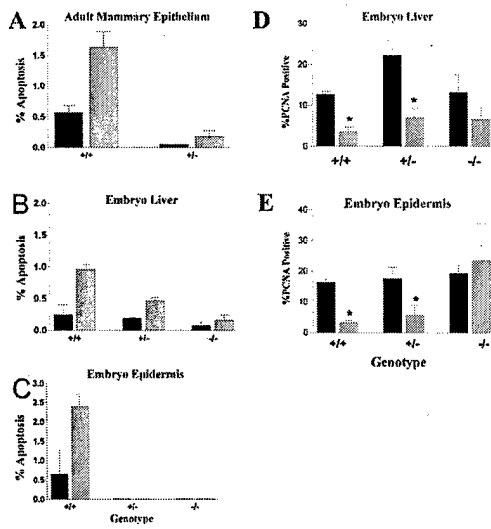 A
Adult Mammary Epithelium
% Apoptosis
2.0
1.5
1.0
0.5
0.0
+/+
+/-
B
Embryo Liver
% Apoptosis
2.0
1.5
1.0
0.5
0.0
+/+
+/-
-/-
C
Embryo Epidermis
% Apoptosis
3.0
2.5
2.0
1.5
1.0
0.5
0.0
+/+
+/-
-/-
Genotype
D
Embryo Liver
%PCNA Positive
30
20
10
0
*
*
+/+
+/-
-/-
E
Embryo Epidermis
%PCNA Positive
40
30
20
10
0
*
*
+/+
+/-
-/-
Genotype